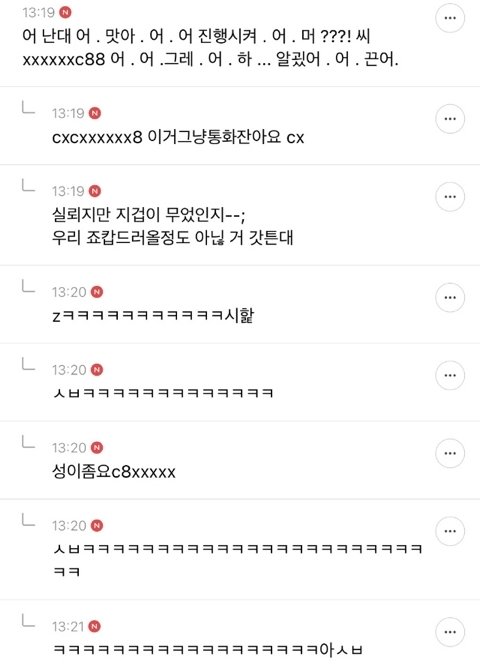 13:19 N
어 난대 어 . 맛아 . 어 . 어 진행시켜 . 어 . 머 ???! 씨
xxxxxxc88 어 . 어 .그레 . 어 . 하 ... 알긨어 . 어 . 끈어.
13:19 N
cxcxxxxxx8 이거그냥통화잔아요 cx
13:19 N
실뢰지만 지겁이 무었인지--;
우리 죠캅드러올정도 아닣 거 갓튼대
13:20 N
zㅋㅋㅋㅋㅋㅋㅋㅋㅋㅋㅋ시핥
13:20 N
ㅅㅂㅋㅋㅋㅋㅋㅋㅋㅋㅋㅋㅋㅋㅋ
13:20 N
성이좀요c8xxxxx
13:20 N
ㅅㅂㅋㅋㅋㅋㅋㅋㅋㅋㅋㅋㅋㅋㅋㅋㅋㅋㅋㅋㅋㅋㅋㅋㅋ
ㅋㅋ
13:21 N
ㅋㅋㅋㅋㅋㅋㅋㅋㅋㅋㅋㅋㅋㅋㅋㅋㅋㅋ아ㅅㅂ